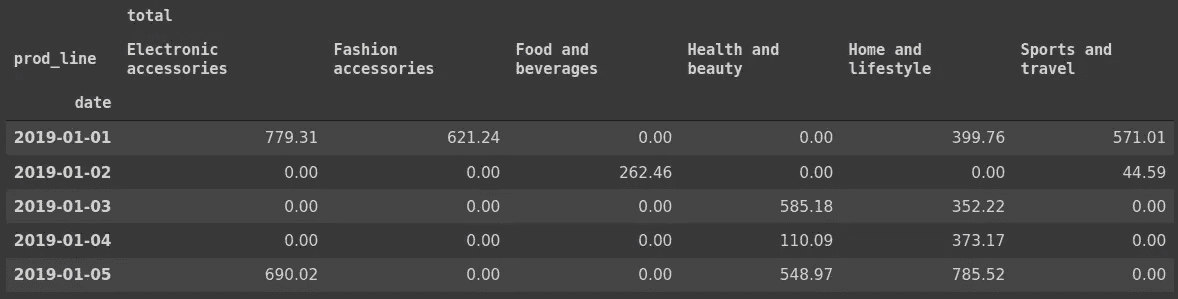 total
prod_line Electronic accessories Fashion accessories Food and beverages Health and beauty Home and lifestyle Sports and travel
date
2019-01-01 779.31 621.24 0.00 0.00 399.76 571.01
2019-01-02 0.00 0.00 262.46 0.00 0.00 44.59
2019-01-03 0.00 0.00 0.00 585.18 352.22 0.00
2019-01-04 0.00 0.00 0.00 110.09 373.17 0.00
2019-01-05 690.02 0.00 0.00 548.97 785.52 0.00